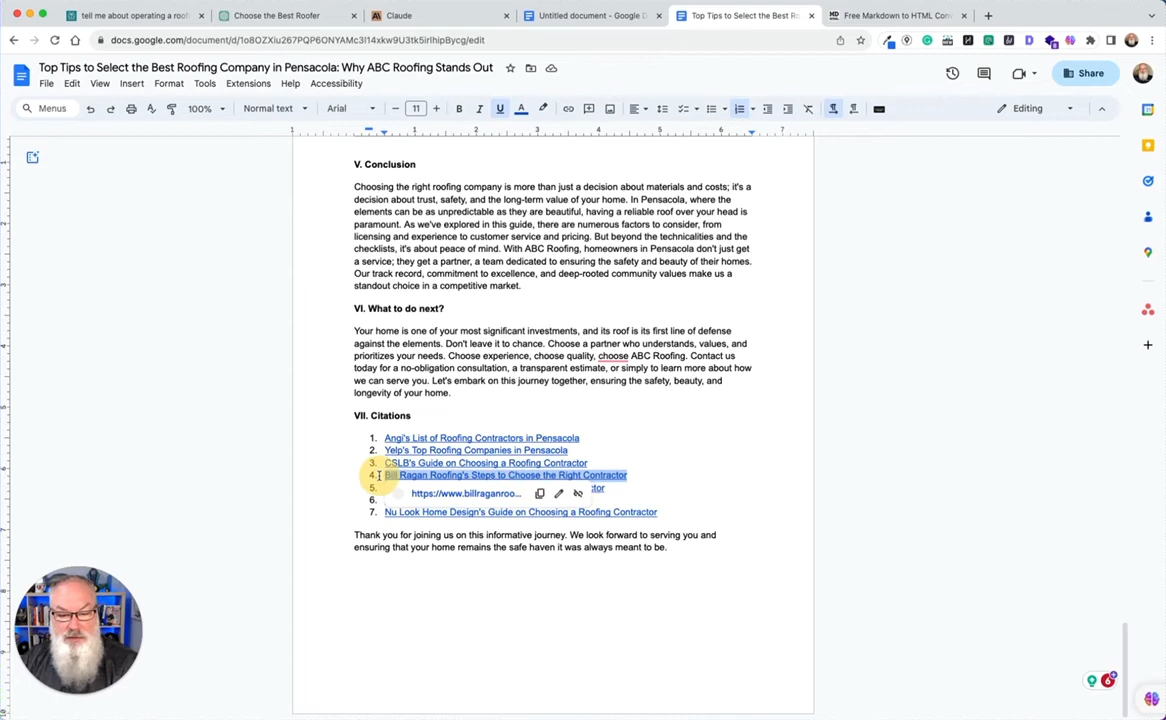 tell me about operating a roof
Choose the Best Roofer
Claude
Untitled document - Google D
Top Tips to Select the Best Ro
Free Markdown to HTML Con
docs.google.com/document/d/1o8OZXiu267PQP6ONYAMc3l14xkw9U3tk5irlhipBycg/edit
Top Tips to Select the Best Roofing Company in Pensacola: Why ABC Roofing Stands Out
File Edit View Insert Format Tools Extensions Help Accessibility
Share
Menus 100% Normal text Arial 11 Editing
1 1 2 3 4 5 6 7
V. Conclusion
Choosing the right roofing company is more than just a decision about materials and costs; it's a
decision about trust, safety, and the long-term value of your home. In Pensacola, where the
elements can be as unpredictable as they are beautiful, having a reliable roof over your head is
paramount. As we've explored in this guide, there are numerous factors to consider, from
licensing and experience to customer service and pricing. But beyond the technicalities and the
checklists, it's about peace of mind. With ABC Roofing, homeowners in Pensacola don't just get
a service; they get a partner, a team dedicated to ensuring the safety and beauty of their homes.
Our track record, commitment to excellence, and deep-rooted community values make us a
standout choice in a competitive market.
VI. What to do next?
Your home is one of your most significant investments, and its roof is its first line of defense
against the elements. Don't leave it to chance. Choose a partner who understands, values, and
prioritizes your needs. Choose experience, choose quality, choose ABC Roofing. Contact us
today for a no-obligation consultation, a transparent estimate, or simply to learn more about how
we can serve you. Let's embark on this journey together, ensuring the safety, beauty, and
longevity of your home.
VII. Citations
1. Angi's List of Roofing Contractors in Pensacola
2. Yelp's Top Roofing Companies in Pensacola
3. CSLB's Guide on Choosing a Roofing Contractor
4. Bill Ragan Roofing's Steps to Choose the Right Contractor
5. ctor
https://www.billraganroo...
6.
7. Nu Look Home Design's Guide on Choosing a Roofing Contractor
Thank you for joining us on this informative journey. We look forward to serving you and
ensuring that your home remains the safe haven it was always meant to be.